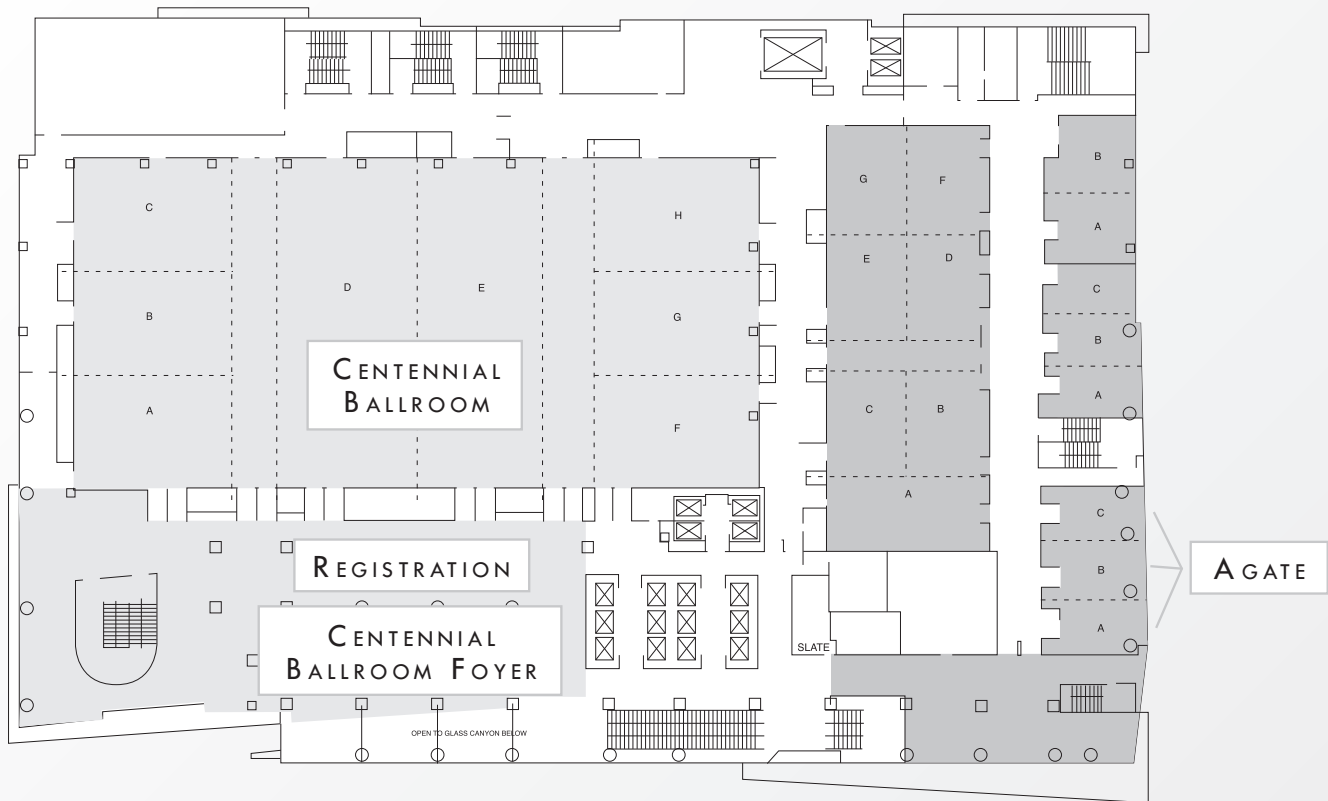 B
G
F
C
A
H
E
D
C
D
E
B
G
B
CENTENNIAL
BALLROOM
A
A
C
B
F
A
C
REGISTRATION
B
AGATE
CENTENNIAL
BALLROOM FOYER
A
SLATE
OPEN TO GLASS CANYON BELOW